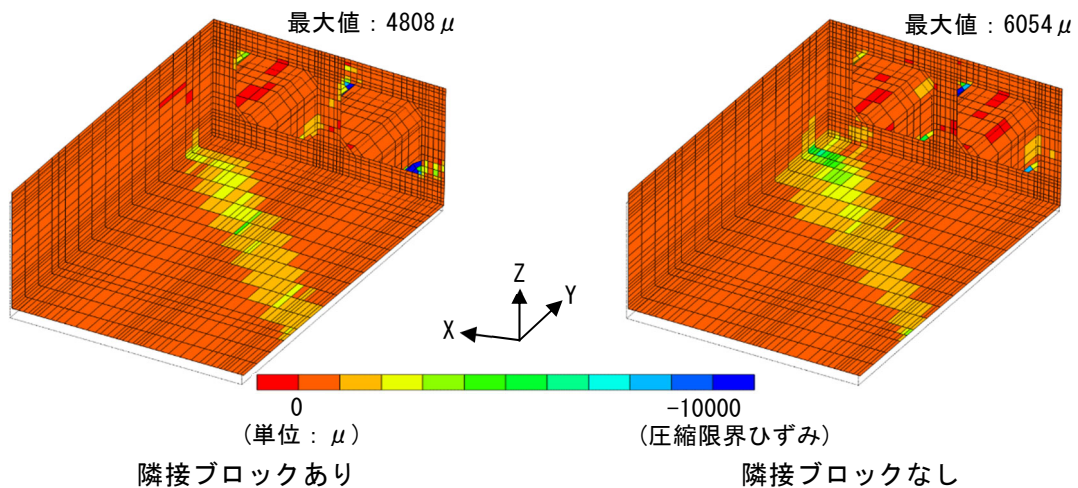 最大値：4808μ
最大値：6054μ
Z
Y
X
0
-10000
(単位：μ)
(圧縮限界ひずみ)
隣接ブロックあり
隣接ブロックなし